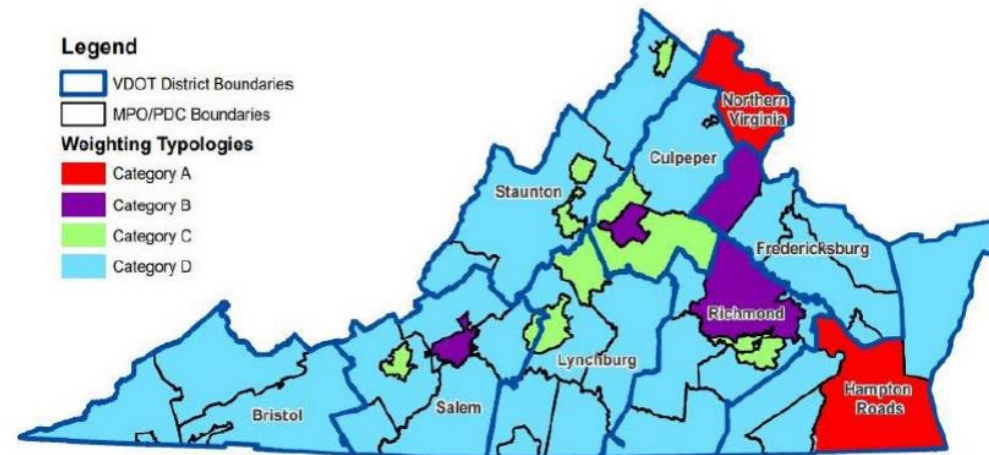 Legend
VDOT District Boundaries
MPO/PDC Boundaries
Weighting Typologies
Category A
Category B
Category C
Category D
Northern
Virginia
Culpeper
Staunton
Fredericksburg
Richmond
Lynchburg
Hampton
Roads
Salem
Bristol